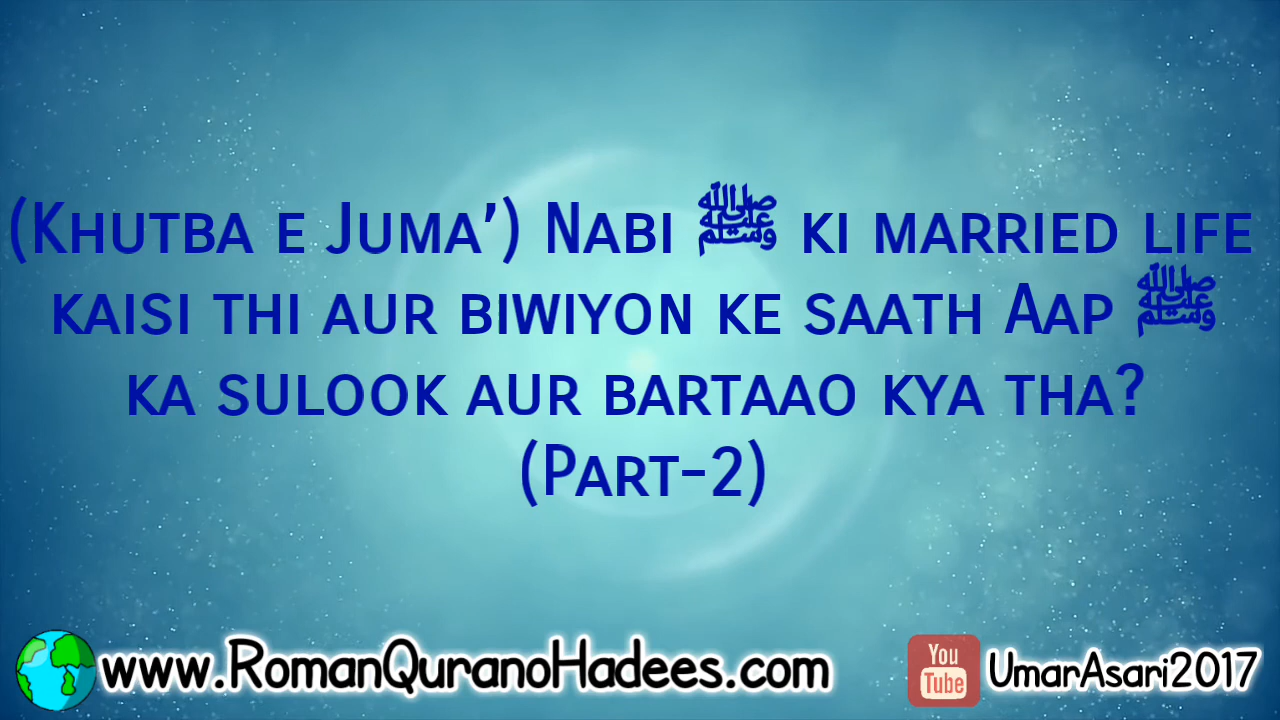 (Khutba e Juma') Nabi ﷺ ki married life
kaisi thi aur biwiyon ke saath Aap ﷺ
ka sulook aur bartaao kya tha?
(Part-2)
www.RomanQuranoHadees.com
You
Tube
UmarAsari2017